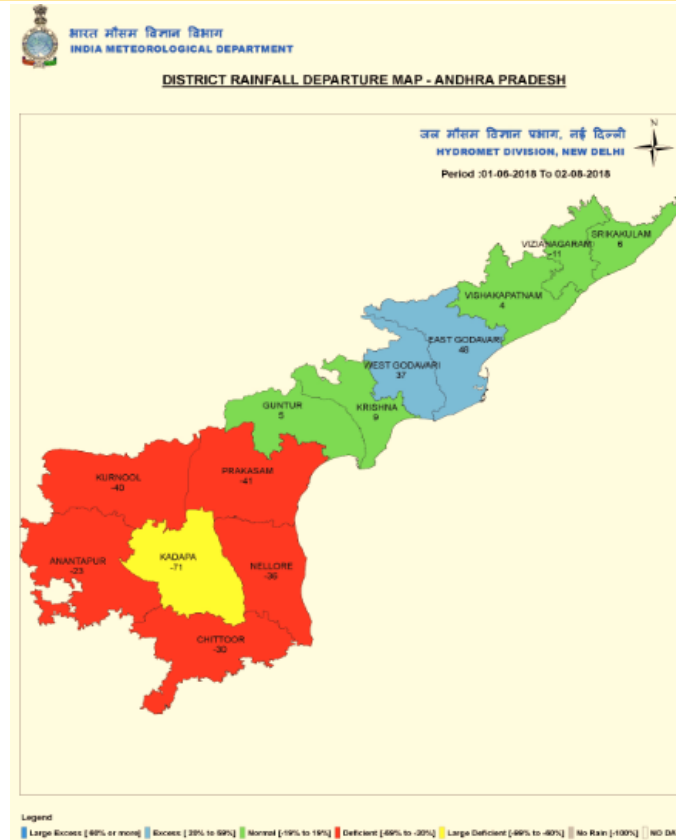 भारत मौसम विज्ञान विभाग
INDIA METEOROLOGICAL DEPARTMENT
DISTRICT RAINFALL DEPARTURE MAP - ANDHRA PRADESH
जल मौसम विज्ञान प्रभाग, नई दिल्ली
HYDROMET DIVISION, NEW DELHI
N
Period :01-06-2018 To 02-08-2018
SRIKAKULAM
6
VIZIANAGARAM
-11
VISHAKAPATNAM
4
EAST GODAVARI
46
WEST GODAVARI
37
GUNTUR
5
KRISHNA
9
PRAKASAM
-41
KURNOOL
-40
KADAPA
-71
ANANTAPUR
-23
NELLORE
-36
CHITTOOR
-30
Legend
Large Excess [ 60% or more] Excess [ 20% to 59%] Normal [-19% to 19%] Deficient [-59% to -20%] Large Deficient [-99% to -60%] No Rain [-100%] NO DA